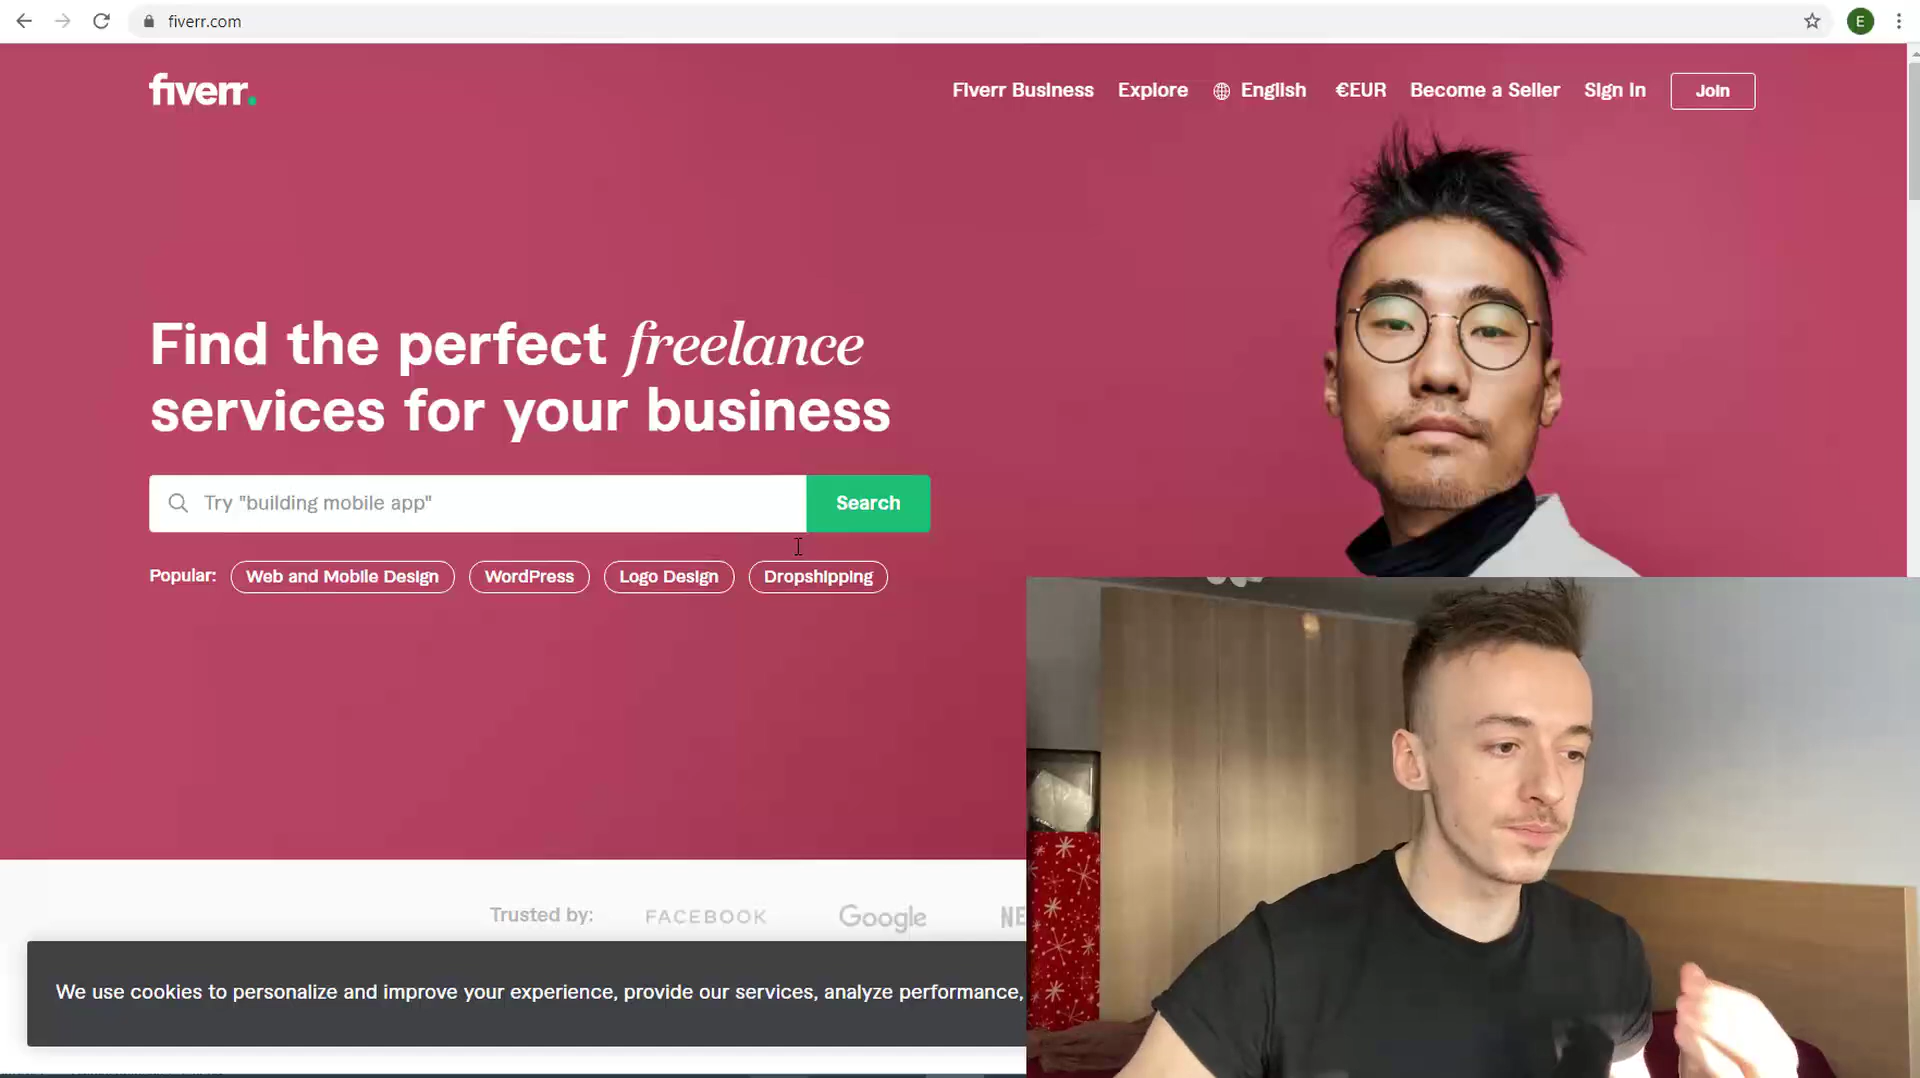 fiverr.com
E
fiverr.
Fiverr Business Explore English €EUR Become a Seller Sign In Join
Find the perfect freelance
services for your business
Try "building mobile app" Search
Popular: Web and Mobile Design WordPress Logo Design Dropshipping
Trusted by: FACEBOOK Google NE
We use cookies to personalize and improve your experience, provide our services, analyze performance,